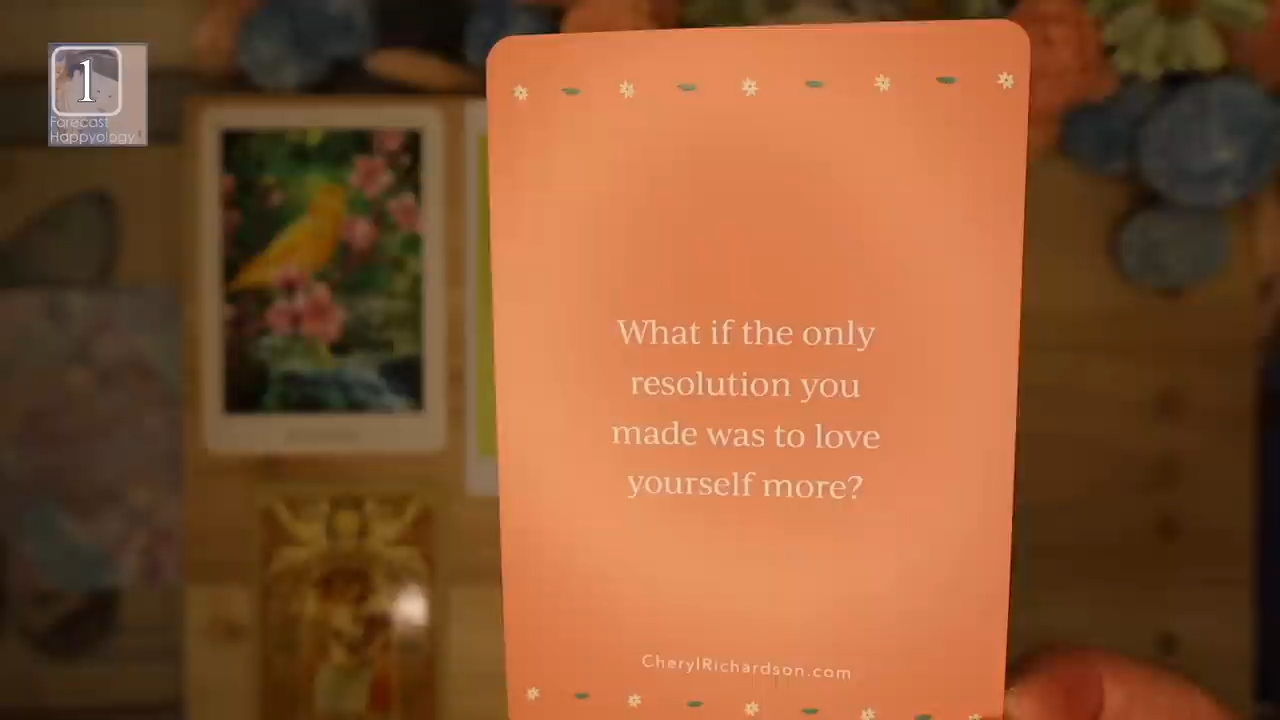 1
Forecast
Happyology
What if the only
resolution you
made was to love
yourself more?
CherylRichardson.com